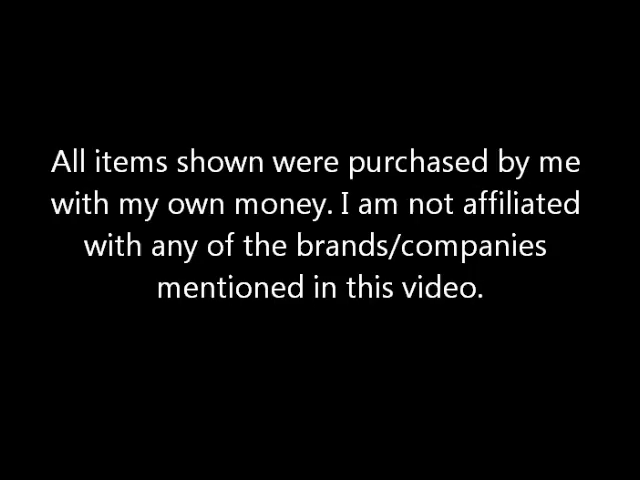 All items shown were purchased by me
with my own money. I am not affiliated
with any of the brands/companies
mentioned in this video.